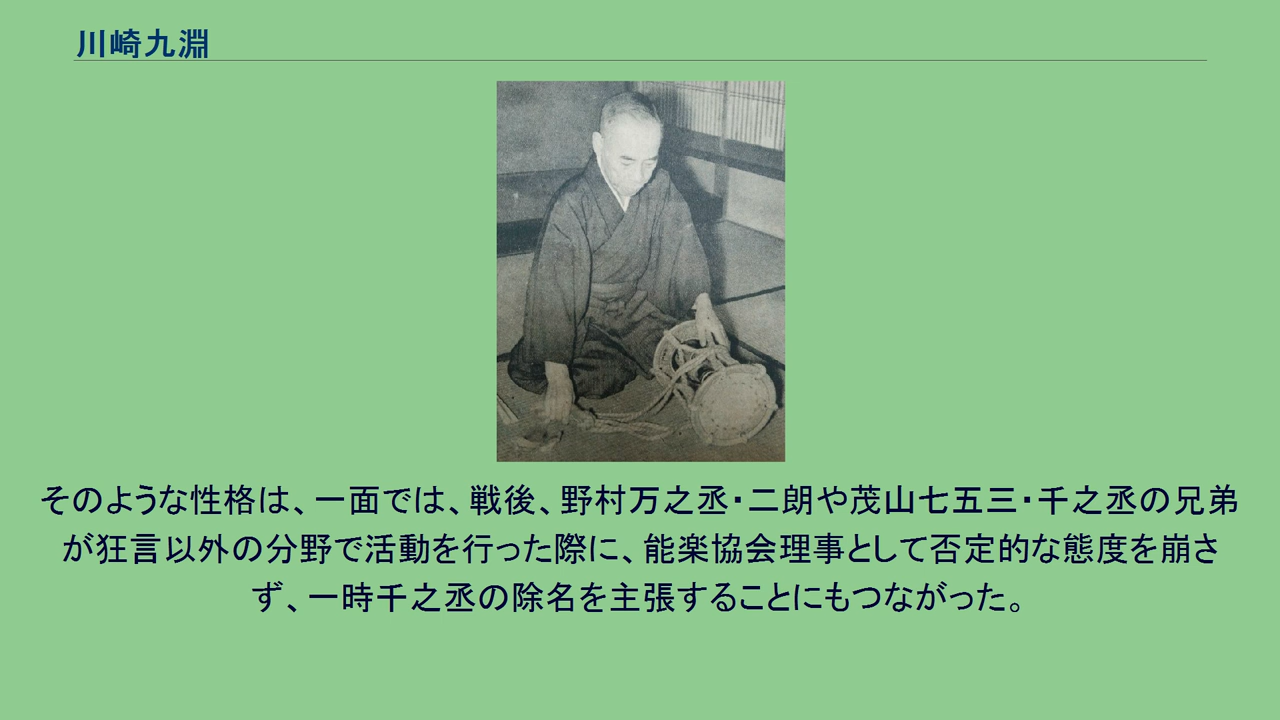 川崎九淵
そのような性格は、一面では、戦後、野村万之丞・二朗や茂山七五三・千之丞の兄弟
が狂言以外の分野で活動を行った際に、能楽協会理事として否定的な態度を崩さ
ず、一時千之丞の除名を主張することにもつながった。